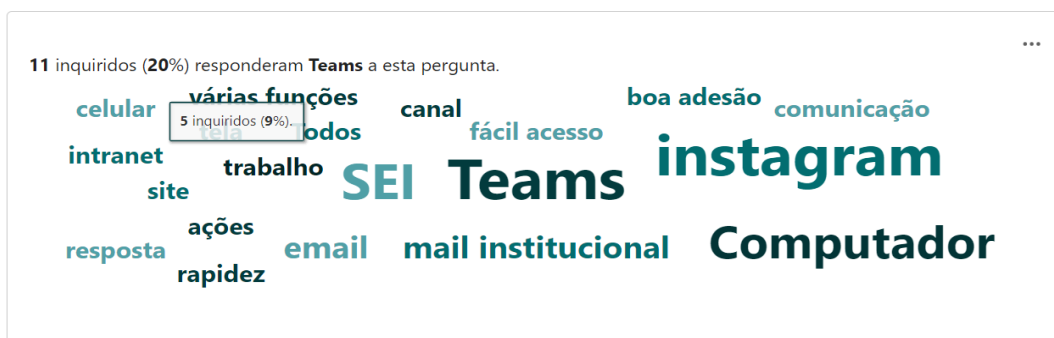 11 inquiridos (20%) responderam Teams a esta pergunta.
várias funções
celular
canal
boa adesão
comunicação
5 inquiridos (9%).
tela
Todos
fácil acesso
intranet
trabalho
instagram
site
SEI
Teams
ações
resposta
email
mail institucional
Computador
rapidez